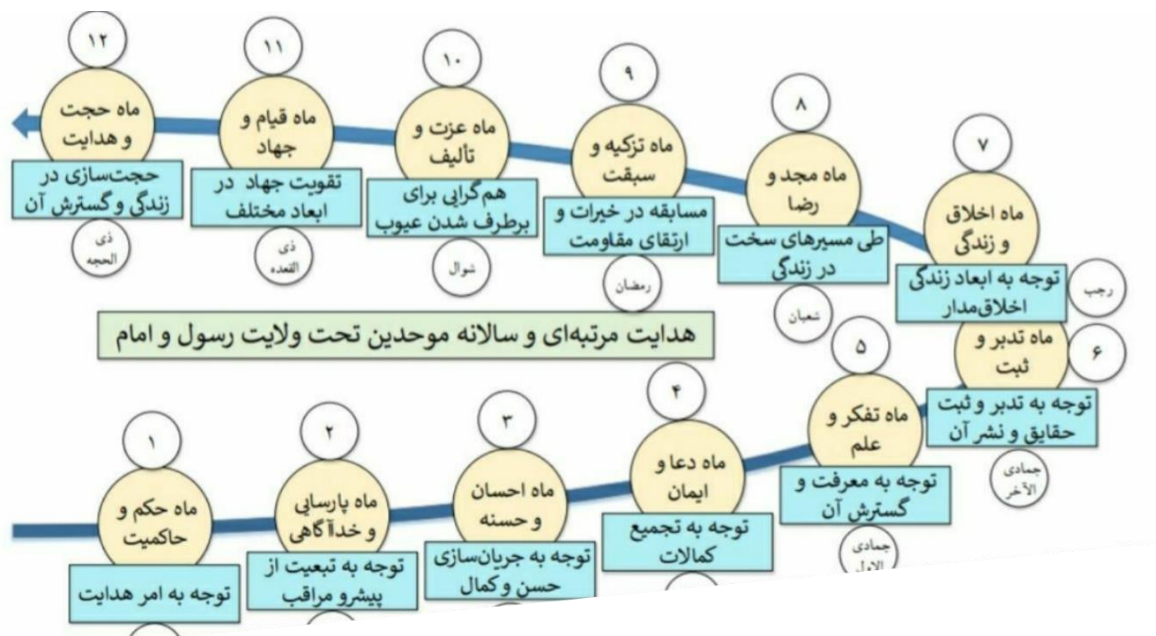 ۱۲
ماه حجت
و هدایت
حجت‌سازی در
زندگی و گسترش آن
ذی
الحجه
۱۱
ماه قیام و
جهاد
تقویت جهاد در
ابعاد مختلف
ذی
القعده
۱۰
ماه عزت و
تألیف
هم‌گرایی برای
برطرف شدن عیوب
شوال
۹
ماه تزکیه و
سبقت
مسابقه در خیرات و
ارتقای مقاومت
رمضان
۸
ماه مجد و
رضا
طی مسیرهای سخت
در زندگی
شعبان
۷
ماه اخلاق
و زندگی
توجه به ابعاد زندگی
اخلاق‌مدار
رجب
هدایت مرتبه‌ای و سالانه موحدین تحت ولایت رسول و امام
۶
ماه تدبر و
ثبت
توجه به تدبر و ثبت
حقایق و نشر آن
جمادی
الآخر
۵
ماه تفکر و
علم
توجه به معرفت و
گسترش آن
جمادی
الاول
۴
ماه دعا و
ایمان
توجه به تجمیع
کمالات
۳
ماه احسان
و حسنه
توجه به جریان‌سازی
حسن و کمال
۲
ماه پارسایی
و خداآگاهی
توجه به تبعیت از
پیشرو مراقب
۱
ماه حکم و
حاکمیت
توجه به امر هدایت